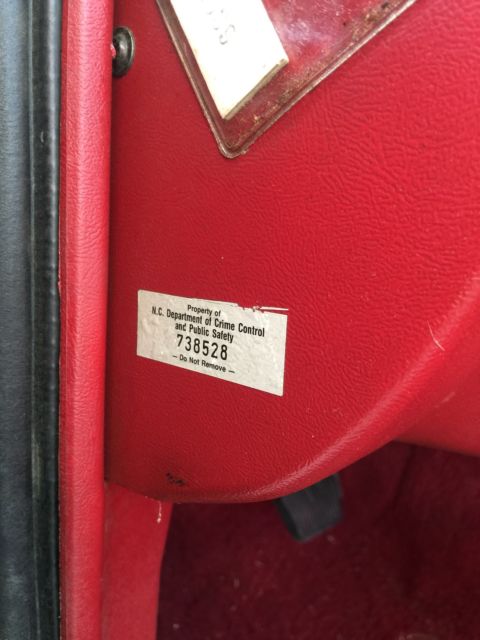 Property of
N.C. Department of Crime Control
and Public Safety
738528
— Do Not Remove —